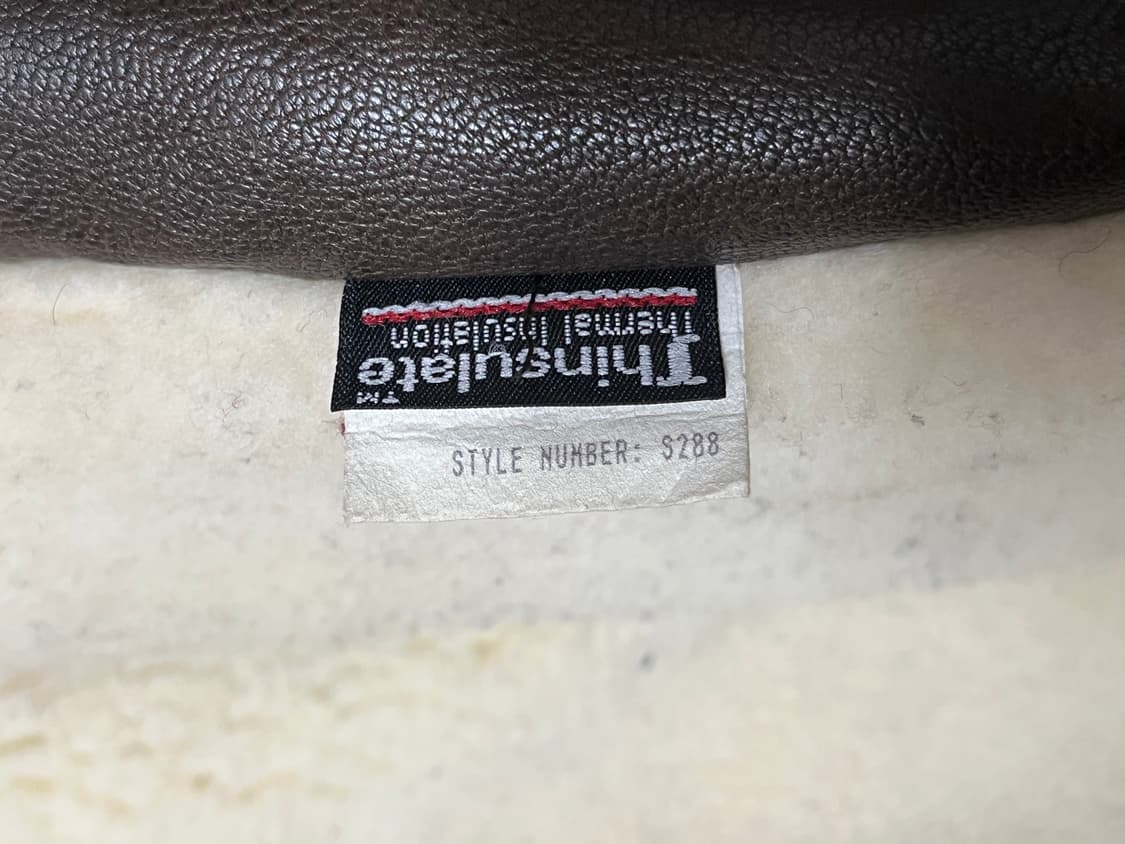 Thinsulate™
Thermal Insulation
STYLE NUMBER: S288